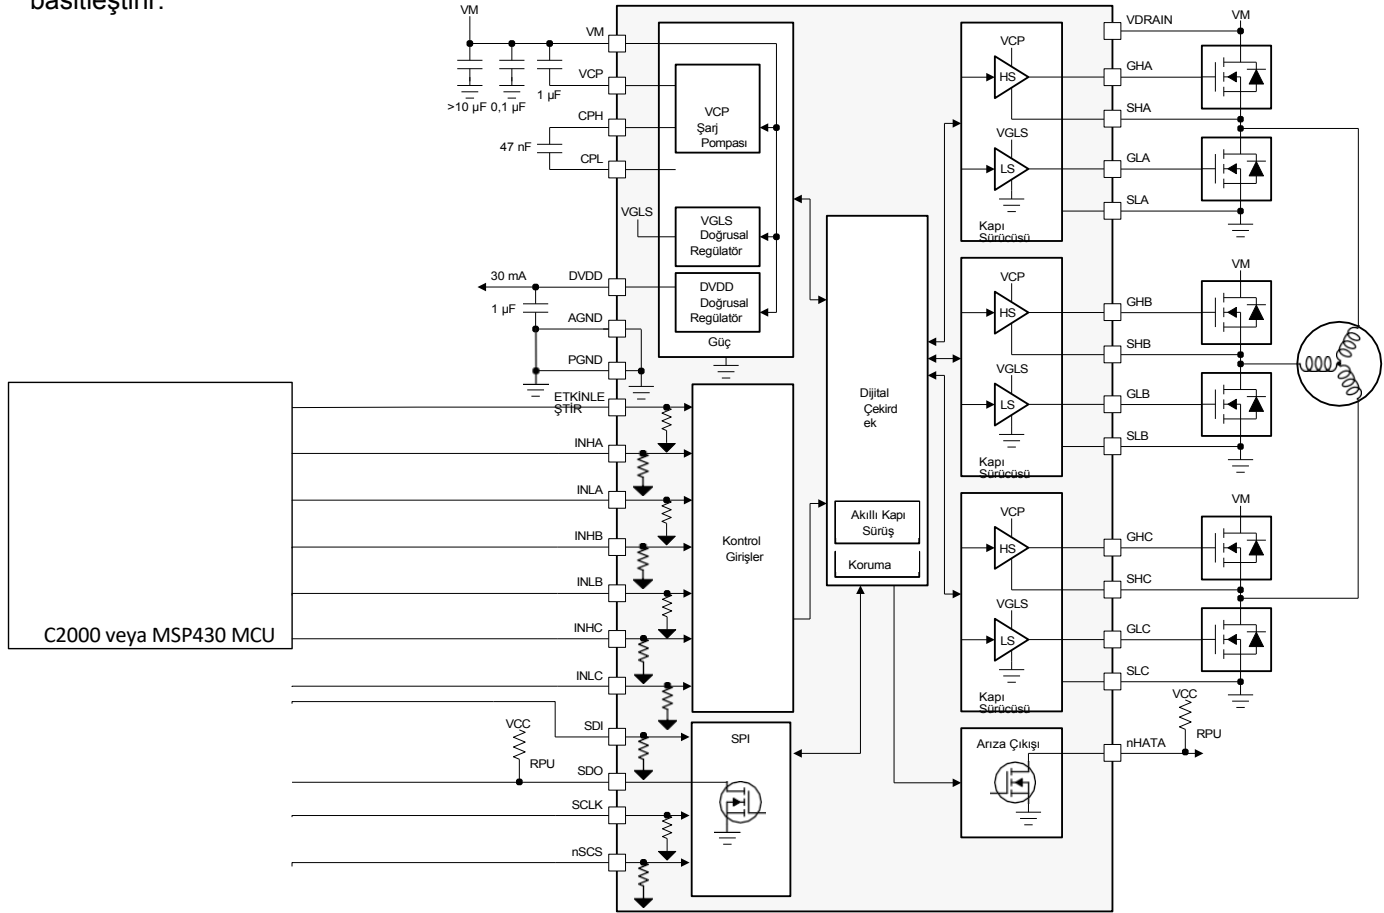 basitleştirir.
VM
VM
VCP
>10 µF 0,1 µF
1 µF
CPH
47 nF
CPL
VCP
Şarj
Pompası
VGLS
VGLS
Doğrusal
Regülatör
30 mA
DVDD
1 µF
DVDD
Doğrusal
Regülatör
AGND
Güç
PGND
ETKİNLE
ŞTİR
INHA
INLA
INHB
INLB
INHC
INLC
Kontrol
Girişler
C2000 veya MSP430 MCU
VCC
RPU
SDI
SDO
SCLK
nSCS
SPI
Dijital
Çekird
ek
Akıllı Kapı
Sürüş
Koruma
VCP
HS
VGLS
LS
Kapı
Sürücüsü
VDRAIN
VM
GHA
SHA
GLA
SLA
VCP
HS
VGLS
LS
Kapı
Sürücüsü
VM
GHB
SHB
GLB
SLB
VCP
HS
VGLS
LS
Kapı
Sürücüsü
VM
GHC
SHC
GLC
SLC
VCC
RPU
Arıza Çıkışı
nHATA